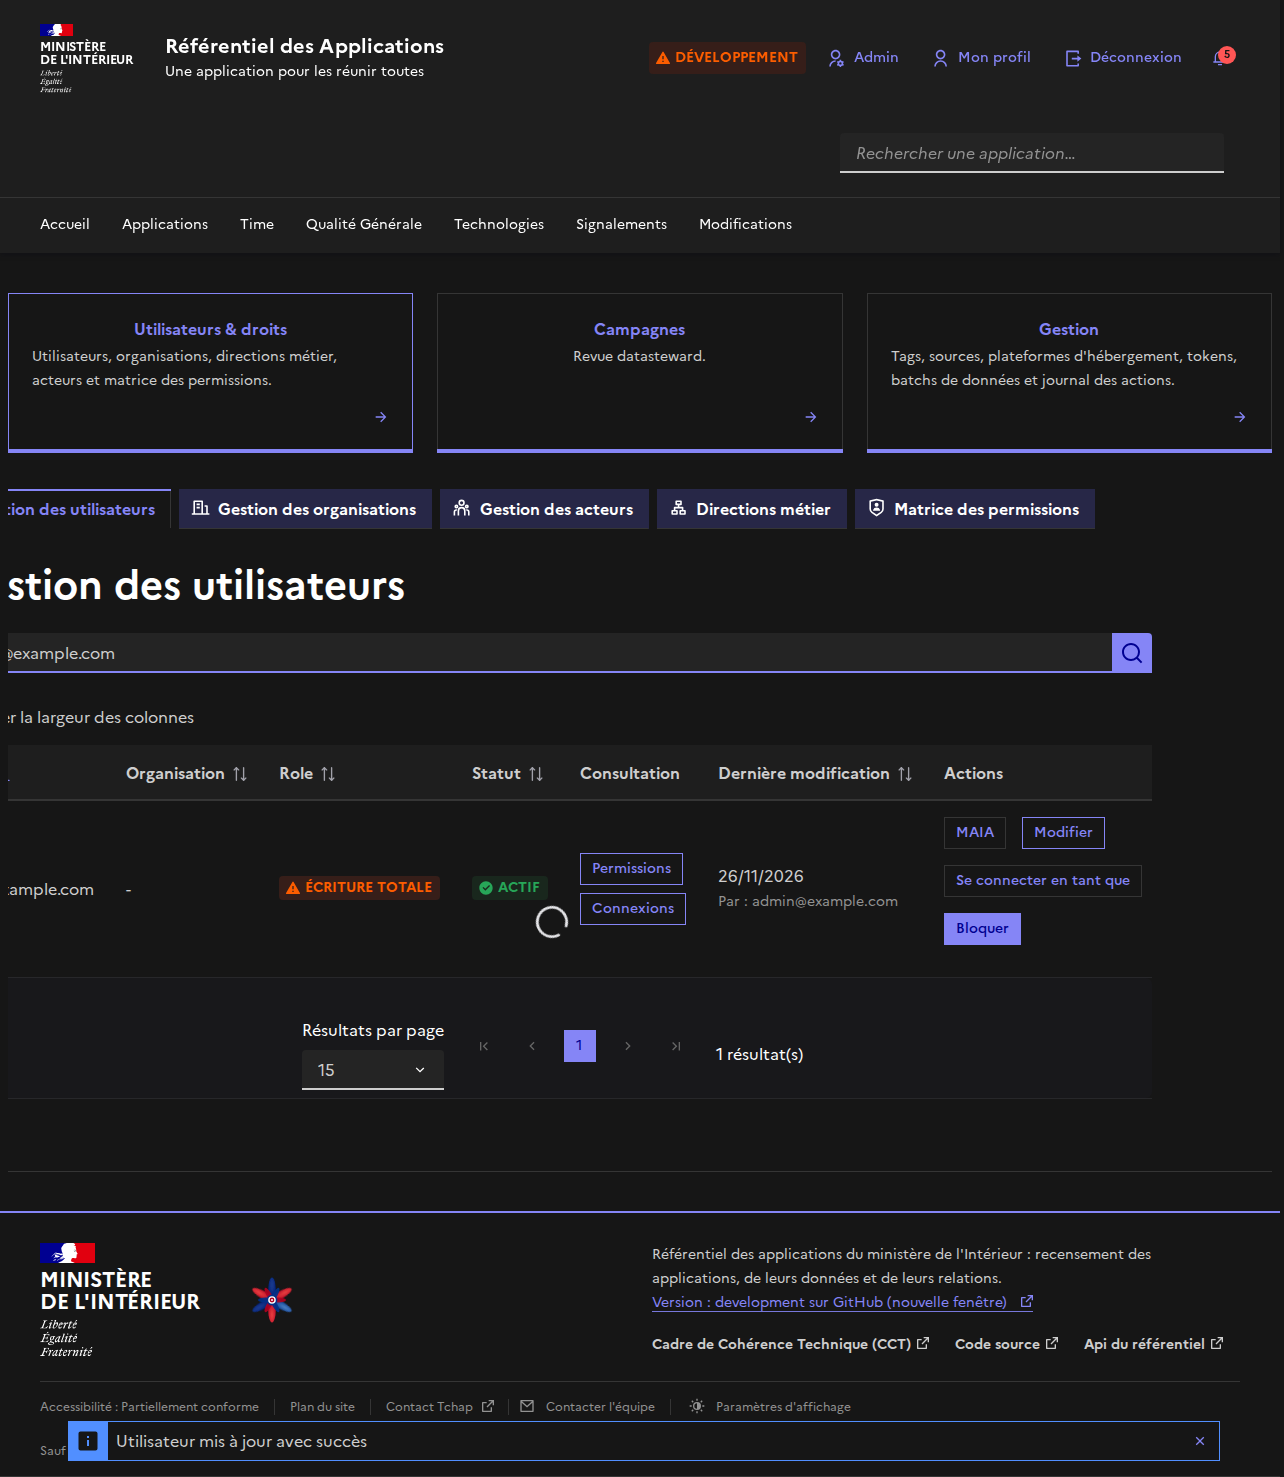 MINISTÈRE
DE L'INTÉRIEUR
Liberté
Égalité
Fraternité
Référentiel des Applications
Une application pour les réunir toutes
DÉVELOPPEMENT
Admin
Mon profil
Déconnexion
5
Rechercher une application...
Accueil
Applications
Time
Qualité Générale
Technologies
Signalements
Modifications
Utilisateurs & droits
Utilisateurs, organisations, directions métier,
acteurs et matrice des permissions.
Campagnes
Revue datasteward.
Gestion
Tags, sources, plateformes d'hébergement, tokens,
batchs de données et journal des actions.
tion des utilisateurs
Gestion des organisations
Gestion des acteurs
Directions métier
Matrice des permissions
stion des utilisateurs
@example.com
er la largeur des colonnes
Organisation
Role
Statut
Consultation
Dernière modification
Actions
xample.com
-
ÉCRITURE TOTALE
ACTIF
Permissions
Connexions
26/11/2026
Par : admin@example.com
MAIA
Modifier
Se connecter en tant que
Bloquer
Résultats par page
15
1
1 résultat(s)
MINISTÈRE
DE L'INTÉRIEUR
Liberté
Égalité
Fraternité
Référentiel des applications du ministère de l'Intérieur : recensement des
applications, de leurs données et de leurs relations.
Version : development sur GitHub (nouvelle fenêtre)
Cadre de Cohérence Technique (CCT)
Code source
Api du référentiel
Accessibilité : Partiellement conforme
Plan du site
Contact Tchap
Contacter l'équipe
Paramètres d'affichage
Sauf
Utilisateur mis à jour avec succès